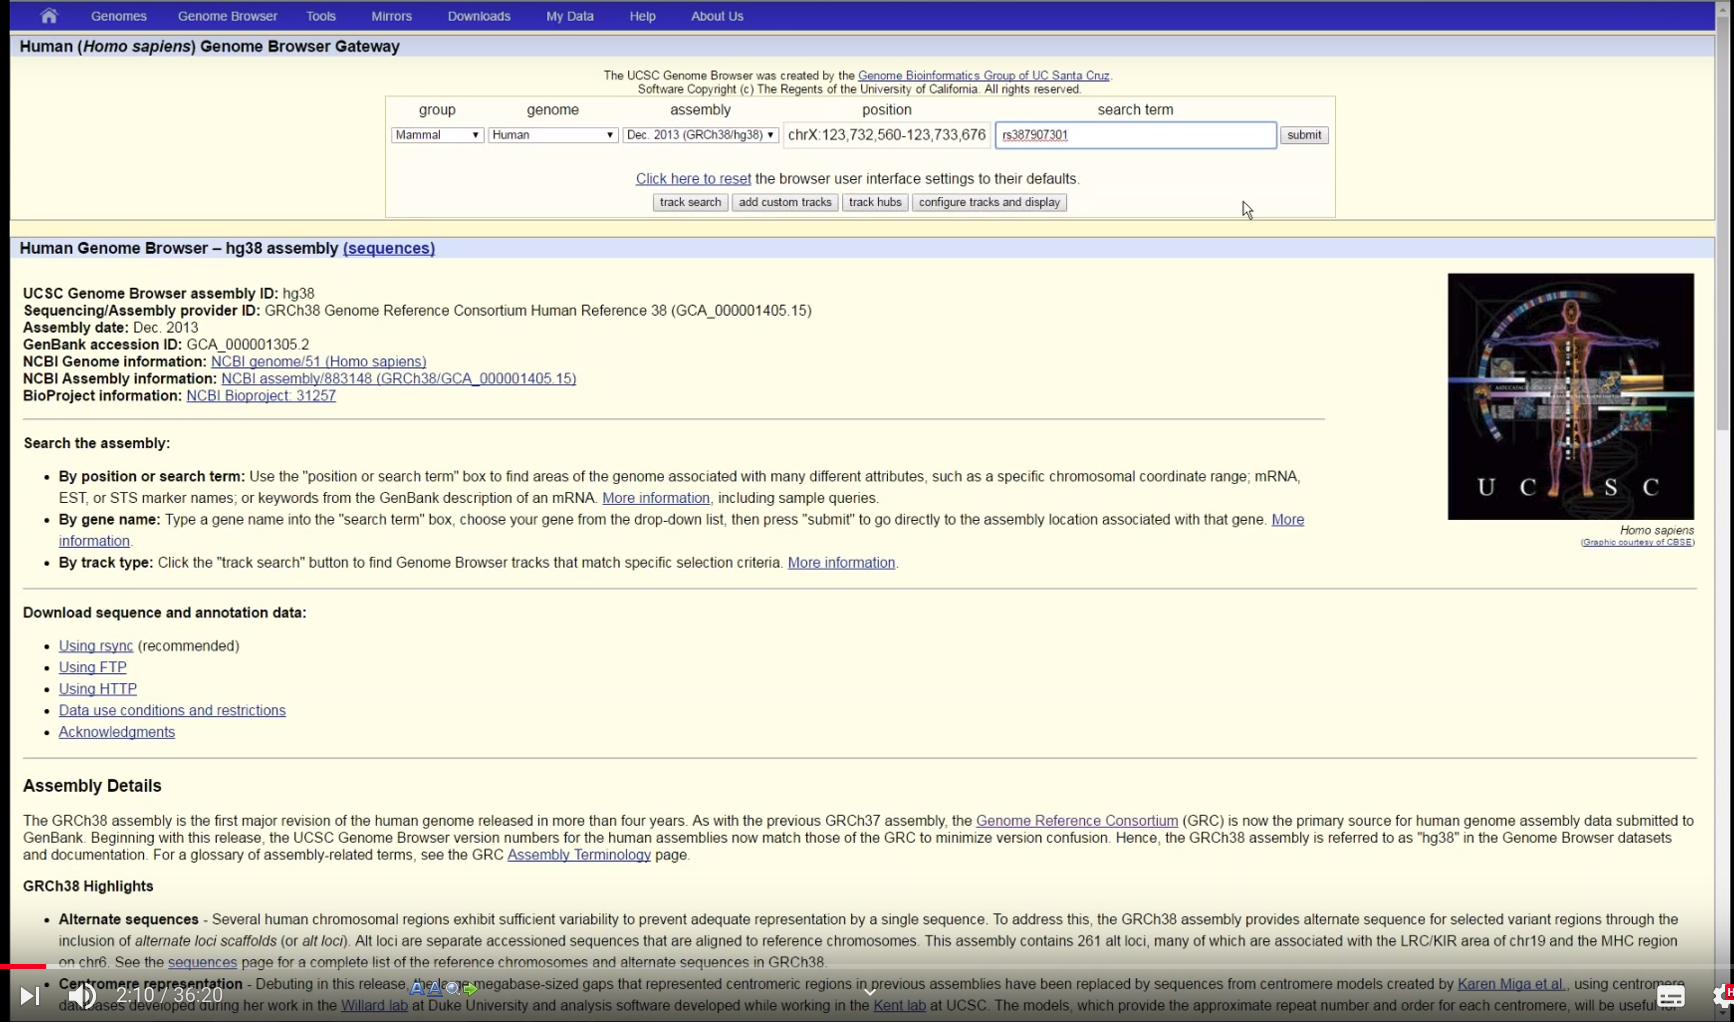 Genomes Genome Browser Tools Mirrors Downloads My Data Help About Us
Human (Homo sapiens) Genome Browser Gateway
The UCSC Genome Browser was created by the Genome Bioinformatics Group of UC Santa Cruz.
Software Copyright (c) The Regents of the University of California. All rights reserved.
group genome assembly position search term
Mammal Human Dec. 2013 (GRCh38/hg38) chrX:123,732,560-123,733,676 rs387907301 submit
Click here to reset the browser user interface settings to their defaults.
track search add custom tracks track hubs configure tracks and display
Human Genome Browser – hg38 assembly (sequences)
UCSC Genome Browser assembly ID: hg38
Sequencing/Assembly provider ID: GRCh38 Genome Reference Consortium Human Reference 38 (GCA_000001405.15)
Assembly date: Dec. 2013
GenBank accession ID: GCA_000001305.2
NCBI Genome information: NCBI genome/51 (Homo sapiens)
NCBI Assembly information: NCBI assembly/883148 (GRCh38/GCA_000001405.15)
BioProject information: NCBI Bioproject: 31257
U C S C
Homo sapiens
(Graphic courtesy of CBSE)
Search the assembly:
• By position or search term: Use the "position or search term" box to find areas of the genome associated with many different attributes, such as a specific chromosomal coordinate range; mRNA,
EST, or STS marker names; or keywords from the GenBank description of an mRNA. More information, including sample queries.
• By gene name: Type a gene name into the "search term" box, choose your gene from the drop-down list, then press "submit" to go directly to the assembly location associated with that gene. More
information.
• By track type: Click the "track search" button to find Genome Browser tracks that match specific selection criteria. More information.
Download sequence and annotation data:
• Using rsync (recommended)
• Using FTP
• Using HTTP
• Data use conditions and restrictions
• Acknowledgments
Assembly Details
The GRCh38 assembly is the first major revision of the human genome released in more than four years. As with the previous GRCh37 assembly, the Genome Reference Consortium (GRC) is now the primary source for human genome assembly data submitted to
GenBank. Beginning with this release, the UCSC Genome Browser version numbers for the human assemblies now match those of the GRC to minimize version confusion. Hence, the GRCh38 assembly is referred to as "hg38" in the Genome Browser datasets
and documentation. For a glossary of assembly-related terms, see the GRC Assembly Terminology page.
GRCh38 Highlights
• Alternate sequences - Several human chromosomal regions exhibit sufficient variability to prevent adequate representation by a single sequence. To address this, the GRCh38 assembly provides alternate sequence for selected variant regions through the
inclusion of alternate loci scaffolds (or alt loci). Alt loci are separate accessioned sequences that are aligned to reference chromosomes. This assembly contains 261 alt loci, many of which are associated with the LRC/KIR area of chr19 and the MHC region
on chr6. See the sequences page for a complete list of the reference chromosomes and alternate sequences in GRCh38.
• Centromere representation - Debuting in this release, megabase-sized gaps that represented centromeric regions in previous assemblies have been replaced by sequences from centromere models created by Karen Miga et al., using centromere
2:10 / 36:20
databases developed during her work in the Willard lab at Duke University and analysis software developed while working in the Kent lab at UCSC. The models, which provide the approximate repeat number and order for each centromere, will be useful for